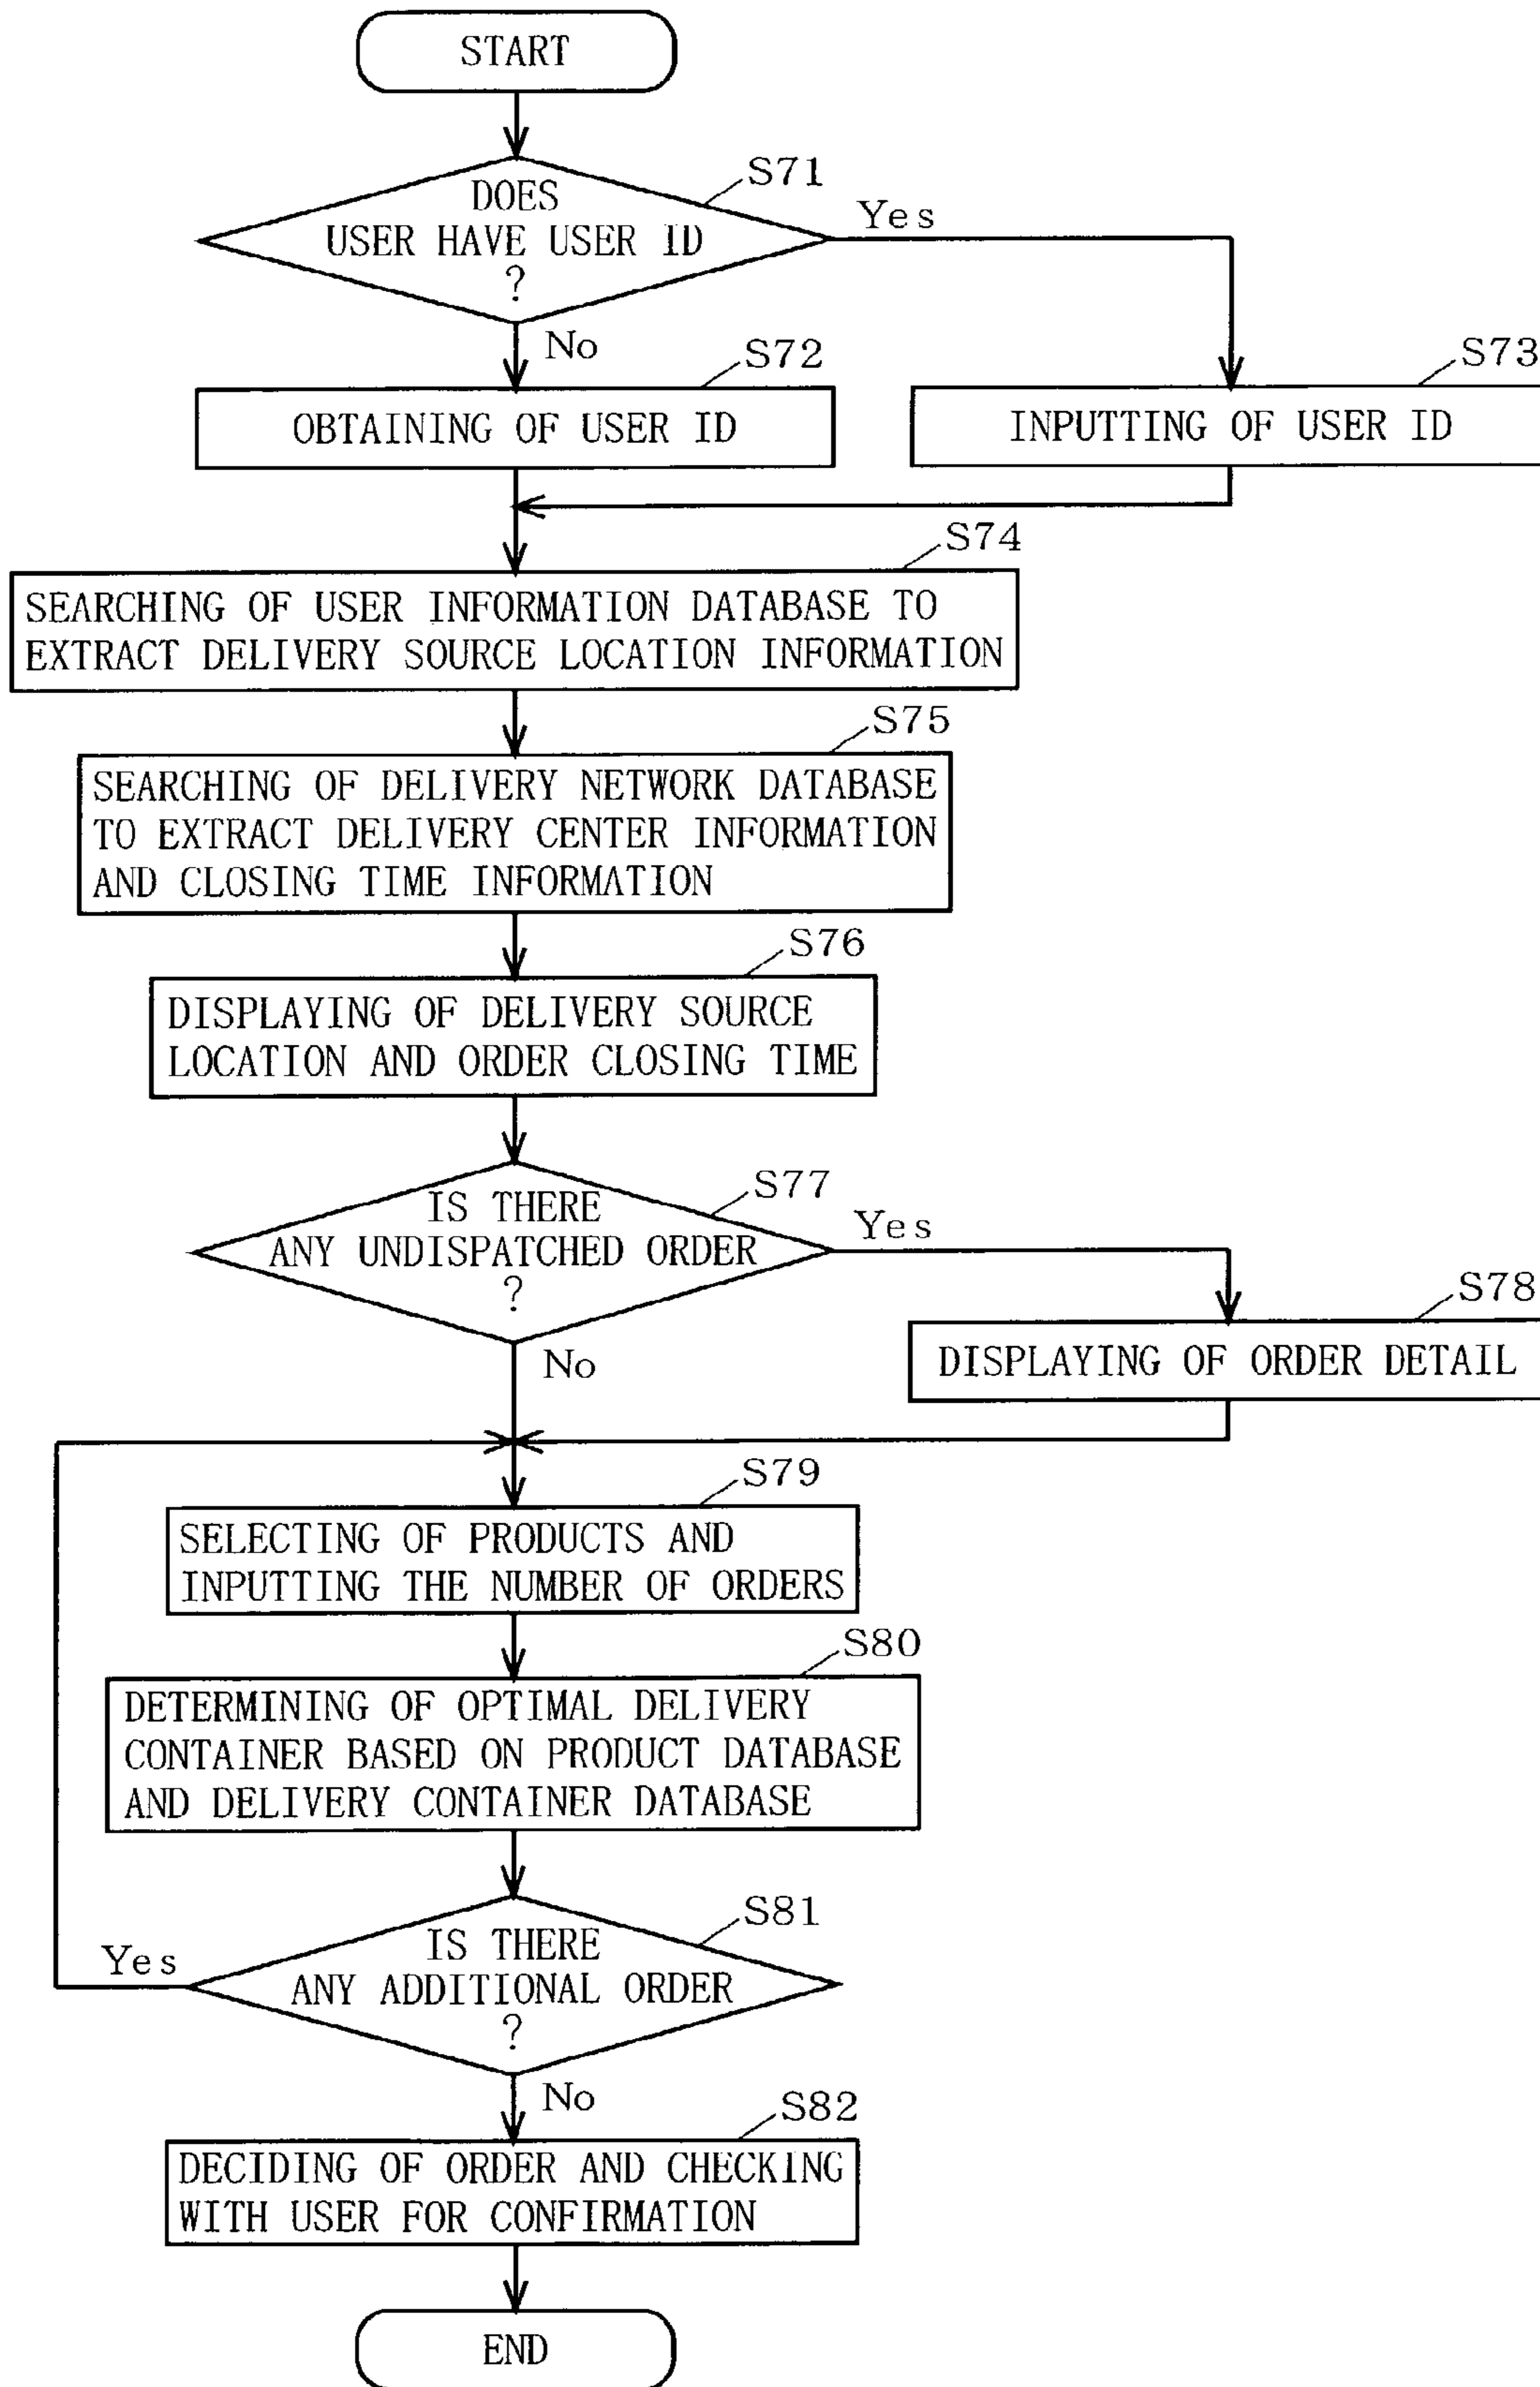 START
S71
DOES
USER HAVE USER ID
?
Yes
No
S72
OBTAINING OF USER ID
S73
INPUTTING OF USER ID
S74
SEARCHING OF USER INFORMATION DATABASE TO
EXTRACT DELIVERY SOURCE LOCATION INFORMATION
S75
SEARCHING OF DELIVERY NETWORK DATABASE
TO EXTRACT DELIVERY CENTER INFORMATION
AND CLOSING TIME INFORMATION
S76
DISPLAYING OF DELIVERY SOURCE
LOCATION AND ORDER CLOSING TIME
S77
IS THERE
ANY UNDISPATCHED ORDER
?
Yes
No
S78
DISPLAYING OF ORDER DETAIL
S79
SELECTING OF PRODUCTS AND
INPUTTING THE NUMBER OF ORDERS
S80
DETERMINING OF OPTIMAL DELIVERY
CONTAINER BASED ON PRODUCT DATABASE
AND DELIVERY CONTAINER DATABASE
S81
IS THERE
ANY ADDITIONAL ORDER
?
Yes
No
S82
DECIDING OF ORDER AND CHECKING
WITH USER FOR CONFIRMATION
END